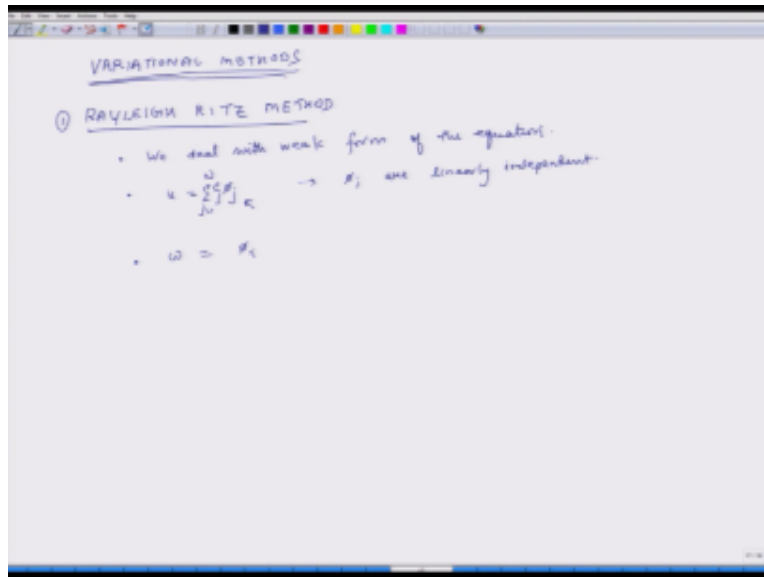 VARIATIONAL METHODS
① RAYLEIGH RITZ METHOD
• We deal with weak form of the equation.
• u = Σ cⱼ φⱼ → φⱼ are linearly independent.
• ω = φᵢ